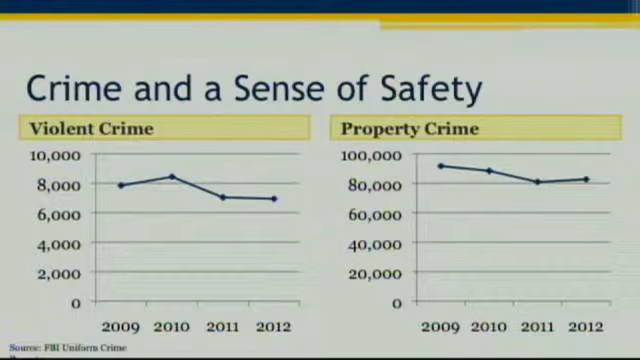 Crime and a Sense of Safety
Violent Crime
10,000
8,000
6,000
4,000
2,000
0
2009 2010 2011 2012
Property Crime
100,000
80,000
60,000
40,000
20,000
0
2009 2010 2011 2012
Source: FBI Uniform Crime